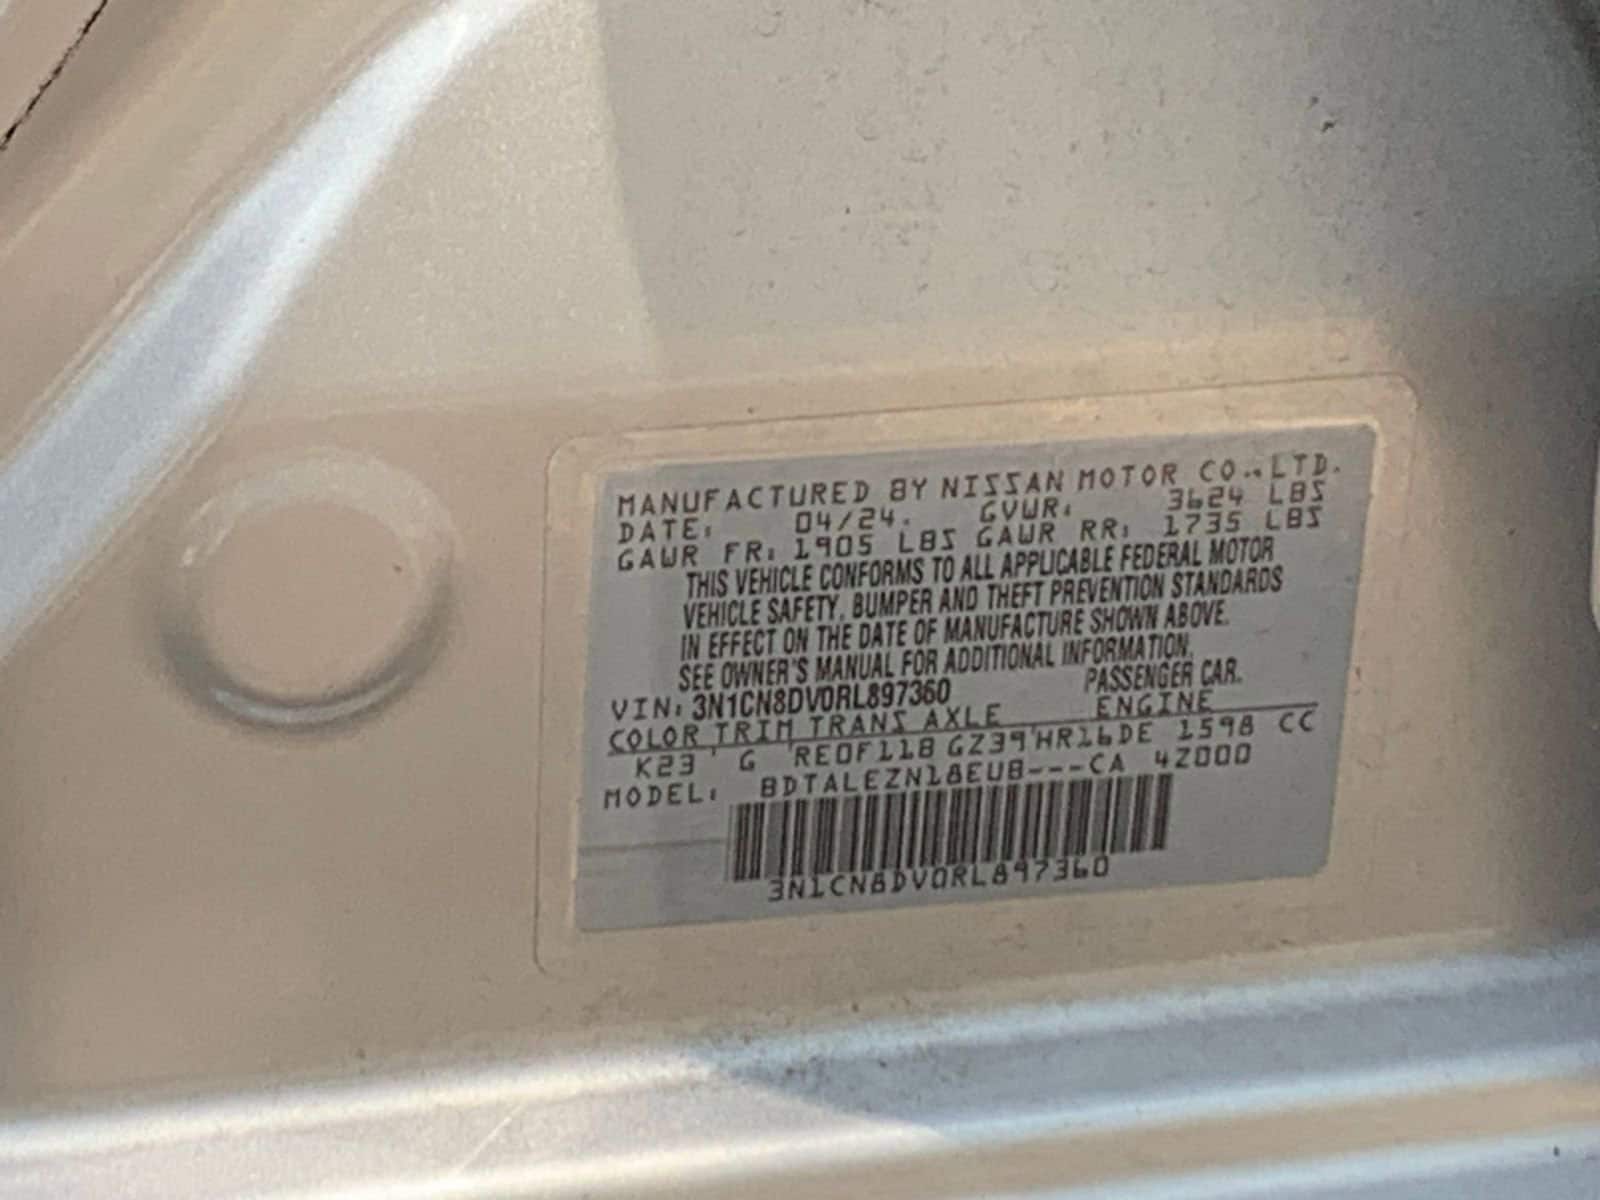 MANUFACTURED BY NISSAN MOTOR CO., LTD.
DATE: 04/24. GVWR: 3624 LBS
GAWR FR: 1905 LBS GAWR RR: 1735 LBS
THIS VEHICLE CONFORMS TO ALL APPLICABLE FEDERAL MOTOR
VEHICLE SAFETY, BUMPER AND THEFT PREVENTION STANDARDS
IN EFFECT ON THE DATE OF MANUFACTURE SHOWN ABOVE.
SEE OWNER'S MANUAL FOR ADDITIONAL INFORMATION.
VIN: 3N1CN8DV0RL897360 PASSENGER CAR.
COLOR TRIM TRANS AXLE ENGINE
K23 G RE0F11B GZ39 HR16DE 1598 CC
MODEL: BDTALEZN18EUB---CA 4Z000
3N1CN8DV0RL897360